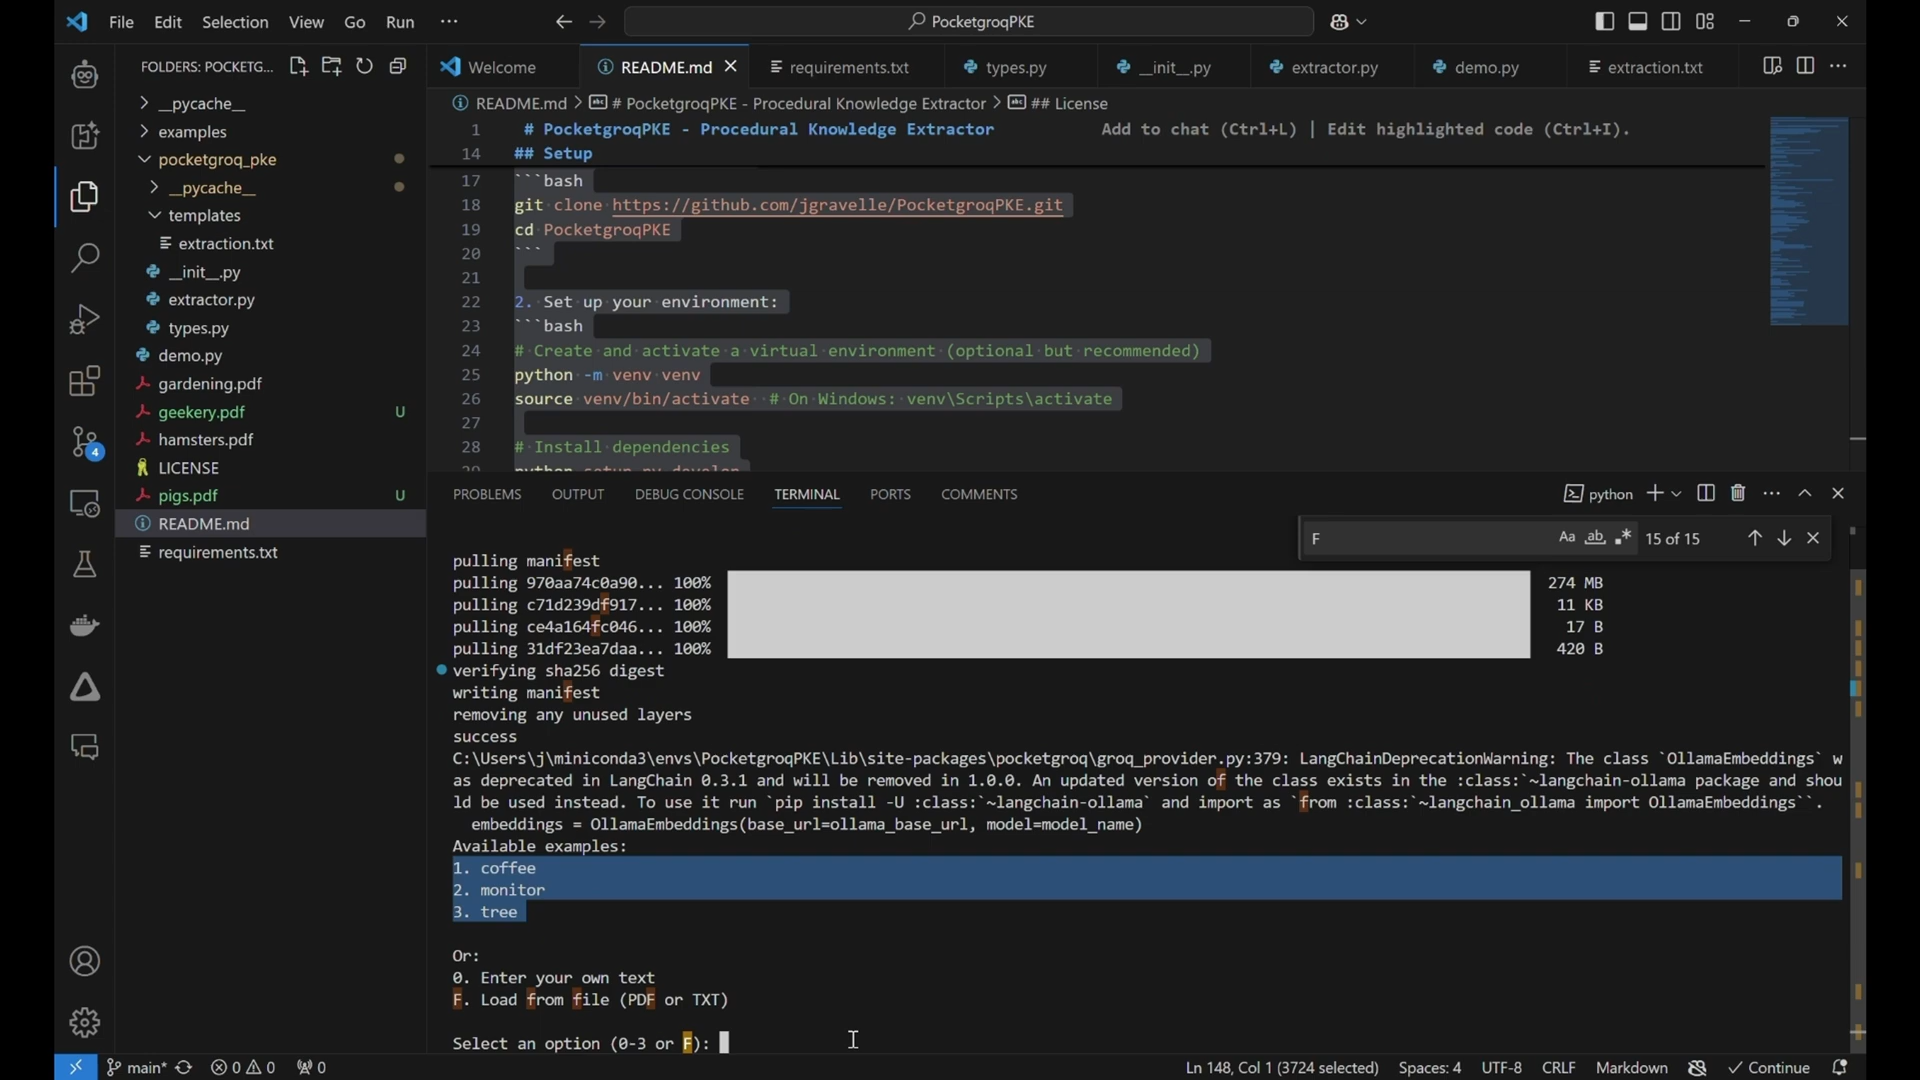 File Edit Selection View Go Run ···
PocketgroqPKE
FOLDERS: POCKETG...
__pycache__
examples
pocketgroq_pke
__pycache__
templates
extraction.txt
__init__.py
extractor.py
types.py
demo.py
gardening.pdf
geekery.pdf U
hamsters.pdf
LICENSE
pigs.pdf U
README.md
requirements.txt
4
Welcome README.md requirements.txt types.py __init__.py extractor.py demo.py extraction.txt
README.md > # PocketgroqPKE - Procedural Knowledge Extractor > ## License
1 # PocketgroqPKE - Procedural Knowledge Extractor Add to chat (Ctrl+L) | Edit highlighted code (Ctrl+I).
14 ## Setup
17 ```bash
18 git clone https://github.com/jgravelle/PocketgroqPKE.git
19 cd PocketgroqPKE
20 ```
21
22 2. Set up your environment:
23 ```bash
24 # Create and activate a virtual environment (optional but recommended)
25 python -m venv venv
26 source venv/bin/activate  # On Windows: venv\Scripts\activate
27
28 # Install dependencies
29 python setup.py develop
PROBLEMS OUTPUT DEBUG CONSOLE TERMINAL PORTS COMMENTS
python
F Aa ab 15 of 15
pulling manifest
pulling 970aa74c0a90... 100% 274 MB
pulling c71d239df917... 100% 11 KB
pulling ce4a164fc046... 100% 17 B
pulling 31df23ea7daa... 100% 420 B
verifying sha256 digest
writing manifest
removing any unused layers
success
C:\Users\j\miniconda3\envs\PocketgroqPKE\Lib\site-packages\pocketgroq\groq_provider.py:379: LangChainDeprecationWarning: The class `OllamaEmbeddings` w
as deprecated in LangChain 0.3.1 and will be removed in 1.0.0. An updated version of the class exists in the :class:`~langchain-ollama package and shou
ld be used instead. To use it run `pip install -U :class:`~langchain-ollama` and import as `from :class:`~langchain_ollama import OllamaEmbeddings``.
embeddings = OllamaEmbeddings(base_url=ollama_base_url, model=model_name)
Available examples:
1. coffee
2. monitor
3. tree
Or:
0. Enter your own text
F. Load from file (PDF or TXT)
Select an option (0-3 or F):
main* 0 0 0 Ln 148, Col 1 (3724 selected) Spaces: 4 UTF-8 CRLF Markdown Continue